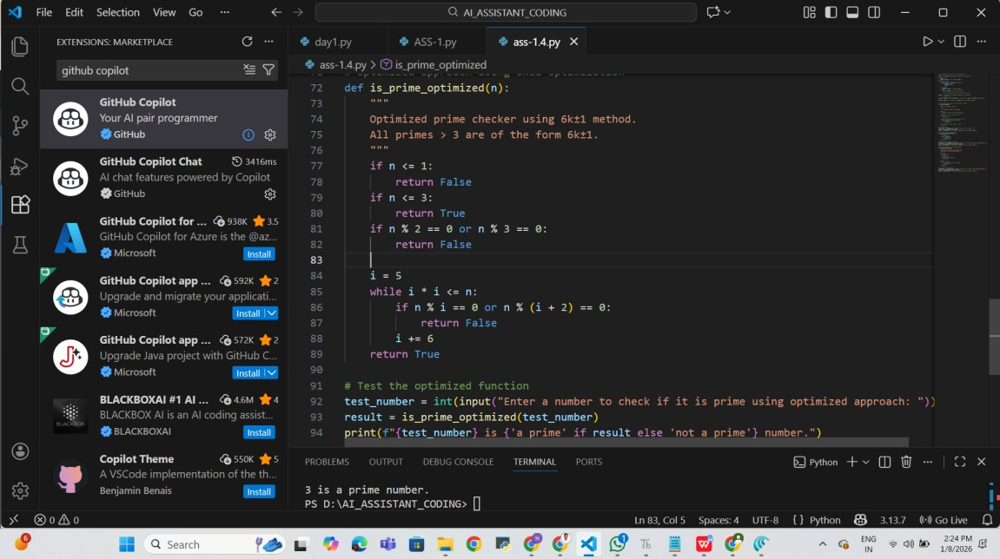 File Edit Selection View Go ··· AI_ASSISTANT_CODING
EXTENSIONS: MARKETPLACE
github copilot
GitHub Copilot
Your AI pair programmer
GitHub
GitHub Copilot Chat 3416ms
AI chat features powered by Copilot
GitHub
GitHub Copilot for ... 938K 3.5
GitHub Copilot for Azure is the @az...
Microsoft Install
GitHub Copilot app ... 592K 2
Upgrade and migrate your applicati...
Microsoft Install
GitHub Copilot app ... 572K 2
Upgrade Java project with GitHub C...
Microsoft Install
BLACKBOXAI #1 AI ... 4.6M 4
BLACKBOX AI is an AI coding assist...
BLACKBOXAI Install
BLACKBOX
Copilot Theme 550K 5
A VSCode implementation of the th...
Benjamin Benais Install
day1.py ASS-1.py ass-1.4.py
ass-1.4.py > is_prime_optimized
72 def is_prime_optimized(n):
73 """
74 Optimized prime checker using 6k±1 method.
75 All primes > 3 are of the form 6k±1.
76 """
77 if n <= 1:
78 return False
79 if n <= 3:
80 return True
81 if n % 2 == 0 or n % 3 == 0:
82 return False
83
84 i = 5
85 while i * i <= n:
86 if n % i == 0 or n % (i + 2) == 0:
87 return False
88 i += 6
89 return True
90
91 # Test the optimized function
92 test_number = int(input("Enter a number to check if it is prime using optimized approach: "))
93 result = is_prime_optimized(test_number)
94 print(f"{test_number} is {'a prime' if result else 'not a prime'} number.")
PROBLEMS OUTPUT DEBUG CONSOLE TERMINAL PORTS Python
3 is a prime number.
PS D:\AI_ASSISTANT_CODING>
0 0 Ln 83, Col 5 Spaces: 4 UTF-8 { } Python 3.13.7 Go Live
6 Search ENG 2:24 PM
IN 1/8/2026